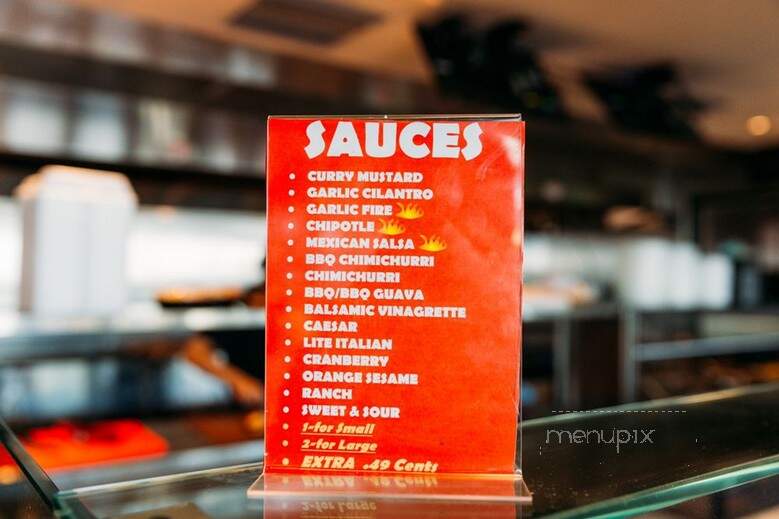 SAUCES
• CURRY MUSTARD
• GARLIC CILANTRO
• GARLIC FIRE
• CHIPOTLE
• MEXICAN SALSA
• BBQ CHIMICHURRI
• CHIMICHURRI
• BBQ/BBQ GUAVA
• BALSAMIC VINAGRETTE
• CAESAR
• LITE ITALIAN
• CRANBERRY
• ORANGE SESAME
• RANCH
• SWEET & SOUR
• 1-for Small
• 2-for Large
• EXTRA .49 Cents
menupix